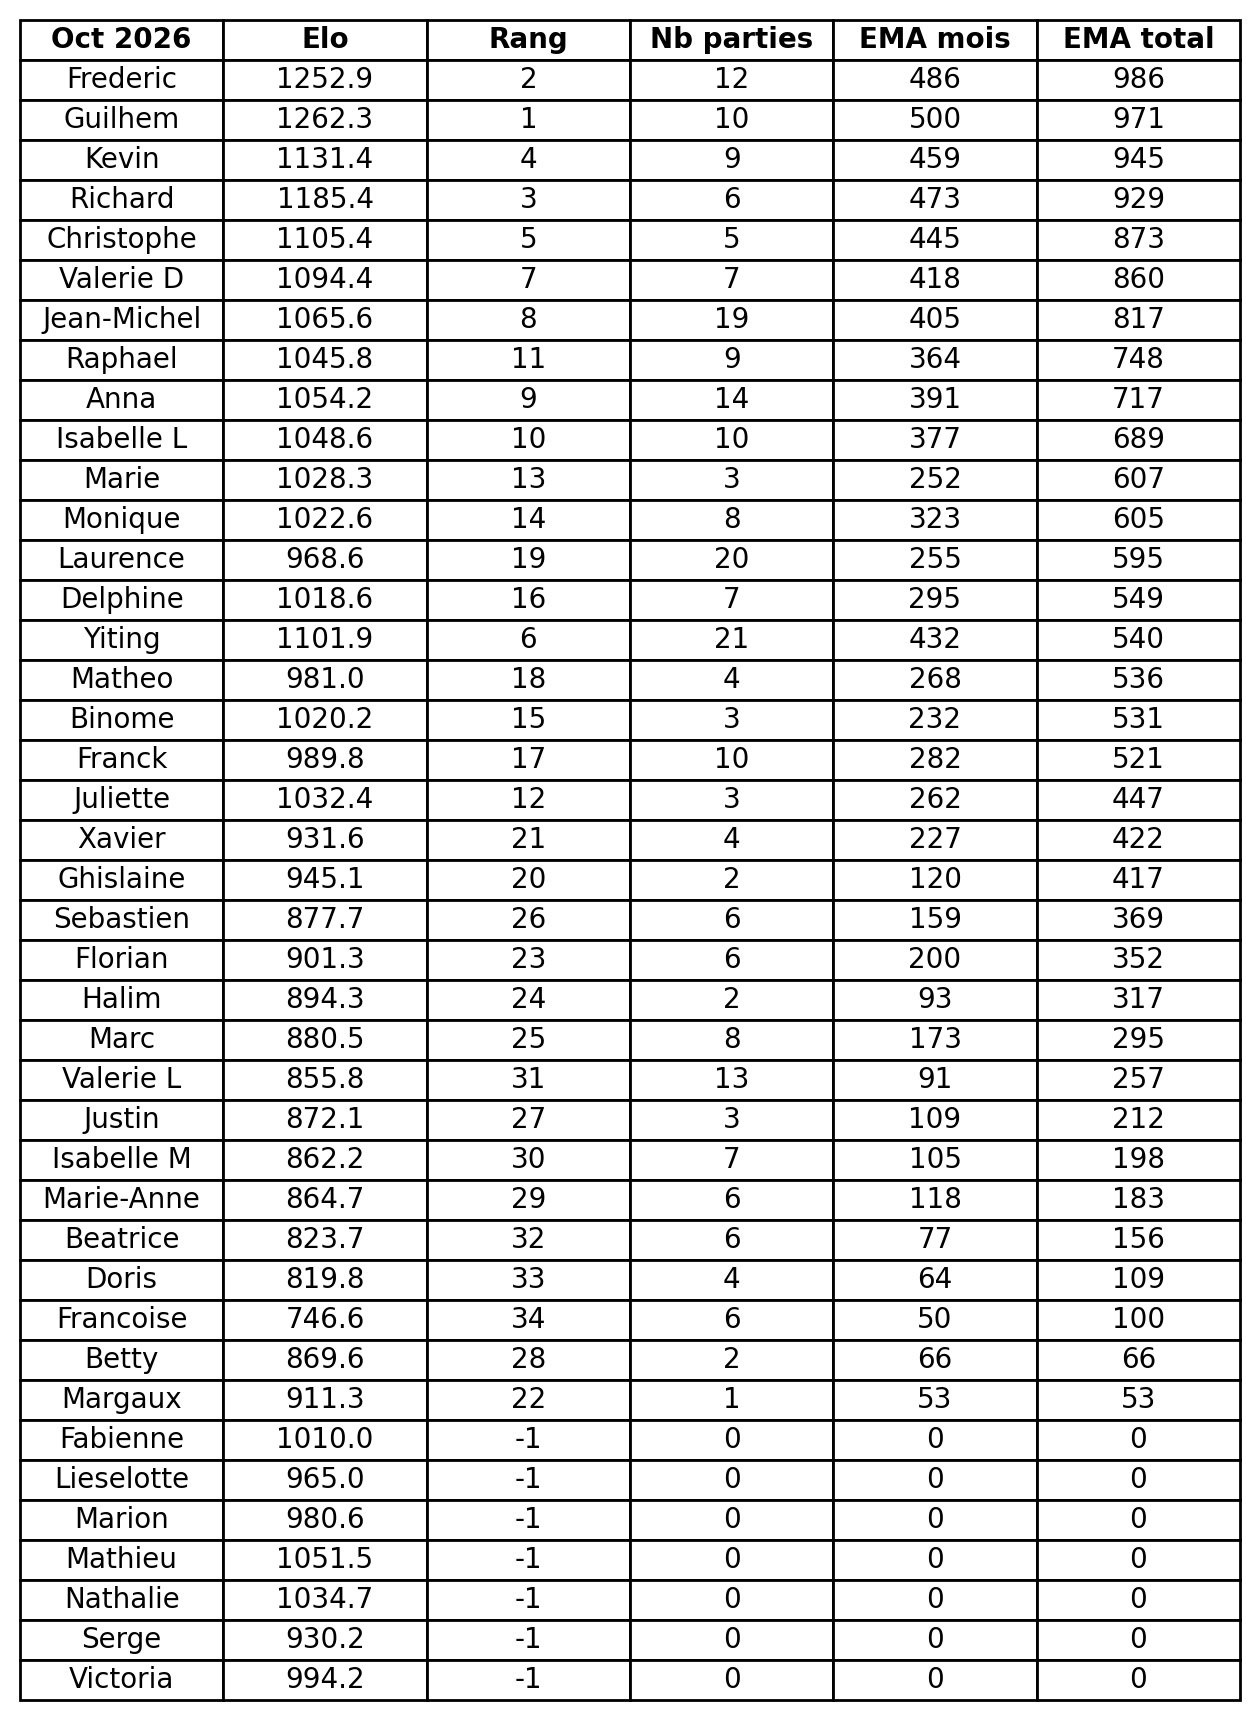 Oct 2026 Elo Rang Nb parties EMA mois EMA total
Frederic 1252.9 2 12 486 986
Guilhem 1262.3 1 10 500 971
Kevin 1131.4 4 9 459 945
Richard 1185.4 3 6 473 929
Christophe 1105.4 5 5 445 873
Valerie D 1094.4 7 7 418 860
Jean-Michel 1065.6 8 19 405 817
Raphael 1045.8 11 9 364 748
Anna 1054.2 9 14 391 717
Isabelle L 1048.6 10 10 377 689
Marie 1028.3 13 3 252 607
Monique 1022.6 14 8 323 605
Laurence 968.6 19 20 255 595
Delphine 1018.6 16 7 295 549
Yiting 1101.9 6 21 432 540
Matheo 981.0 18 4 268 536
Binome 1020.2 15 3 232 531
Franck 989.8 17 10 282 521
Juliette 1032.4 12 3 262 447
Xavier 931.6 21 4 227 422
Ghislaine 945.1 20 2 120 417
Sebastien 877.7 26 6 159 369
Florian 901.3 23 6 200 352
Halim 894.3 24 2 93 317
Marc 880.5 25 8 173 295
Valerie L 855.8 31 13 91 257
Justin 872.1 27 3 109 212
Isabelle M 862.2 30 7 105 198
Marie-Anne 864.7 29 6 118 183
Beatrice 823.7 32 6 77 156
Doris 819.8 33 4 64 109
Francoise 746.6 34 6 50 100
Betty 869.6 28 2 66 66
Margaux 911.3 22 1 53 53
Fabienne 1010.0 -1 0 0 0
Lieselotte 965.0 -1 0 0 0
Marion 980.6 -1 0 0 0
Mathieu 1051.5 -1 0 0 0
Nathalie 1034.7 -1 0 0 0
Serge 930.2 -1 0 0 0
Victoria 994.2 -1 0 0 0